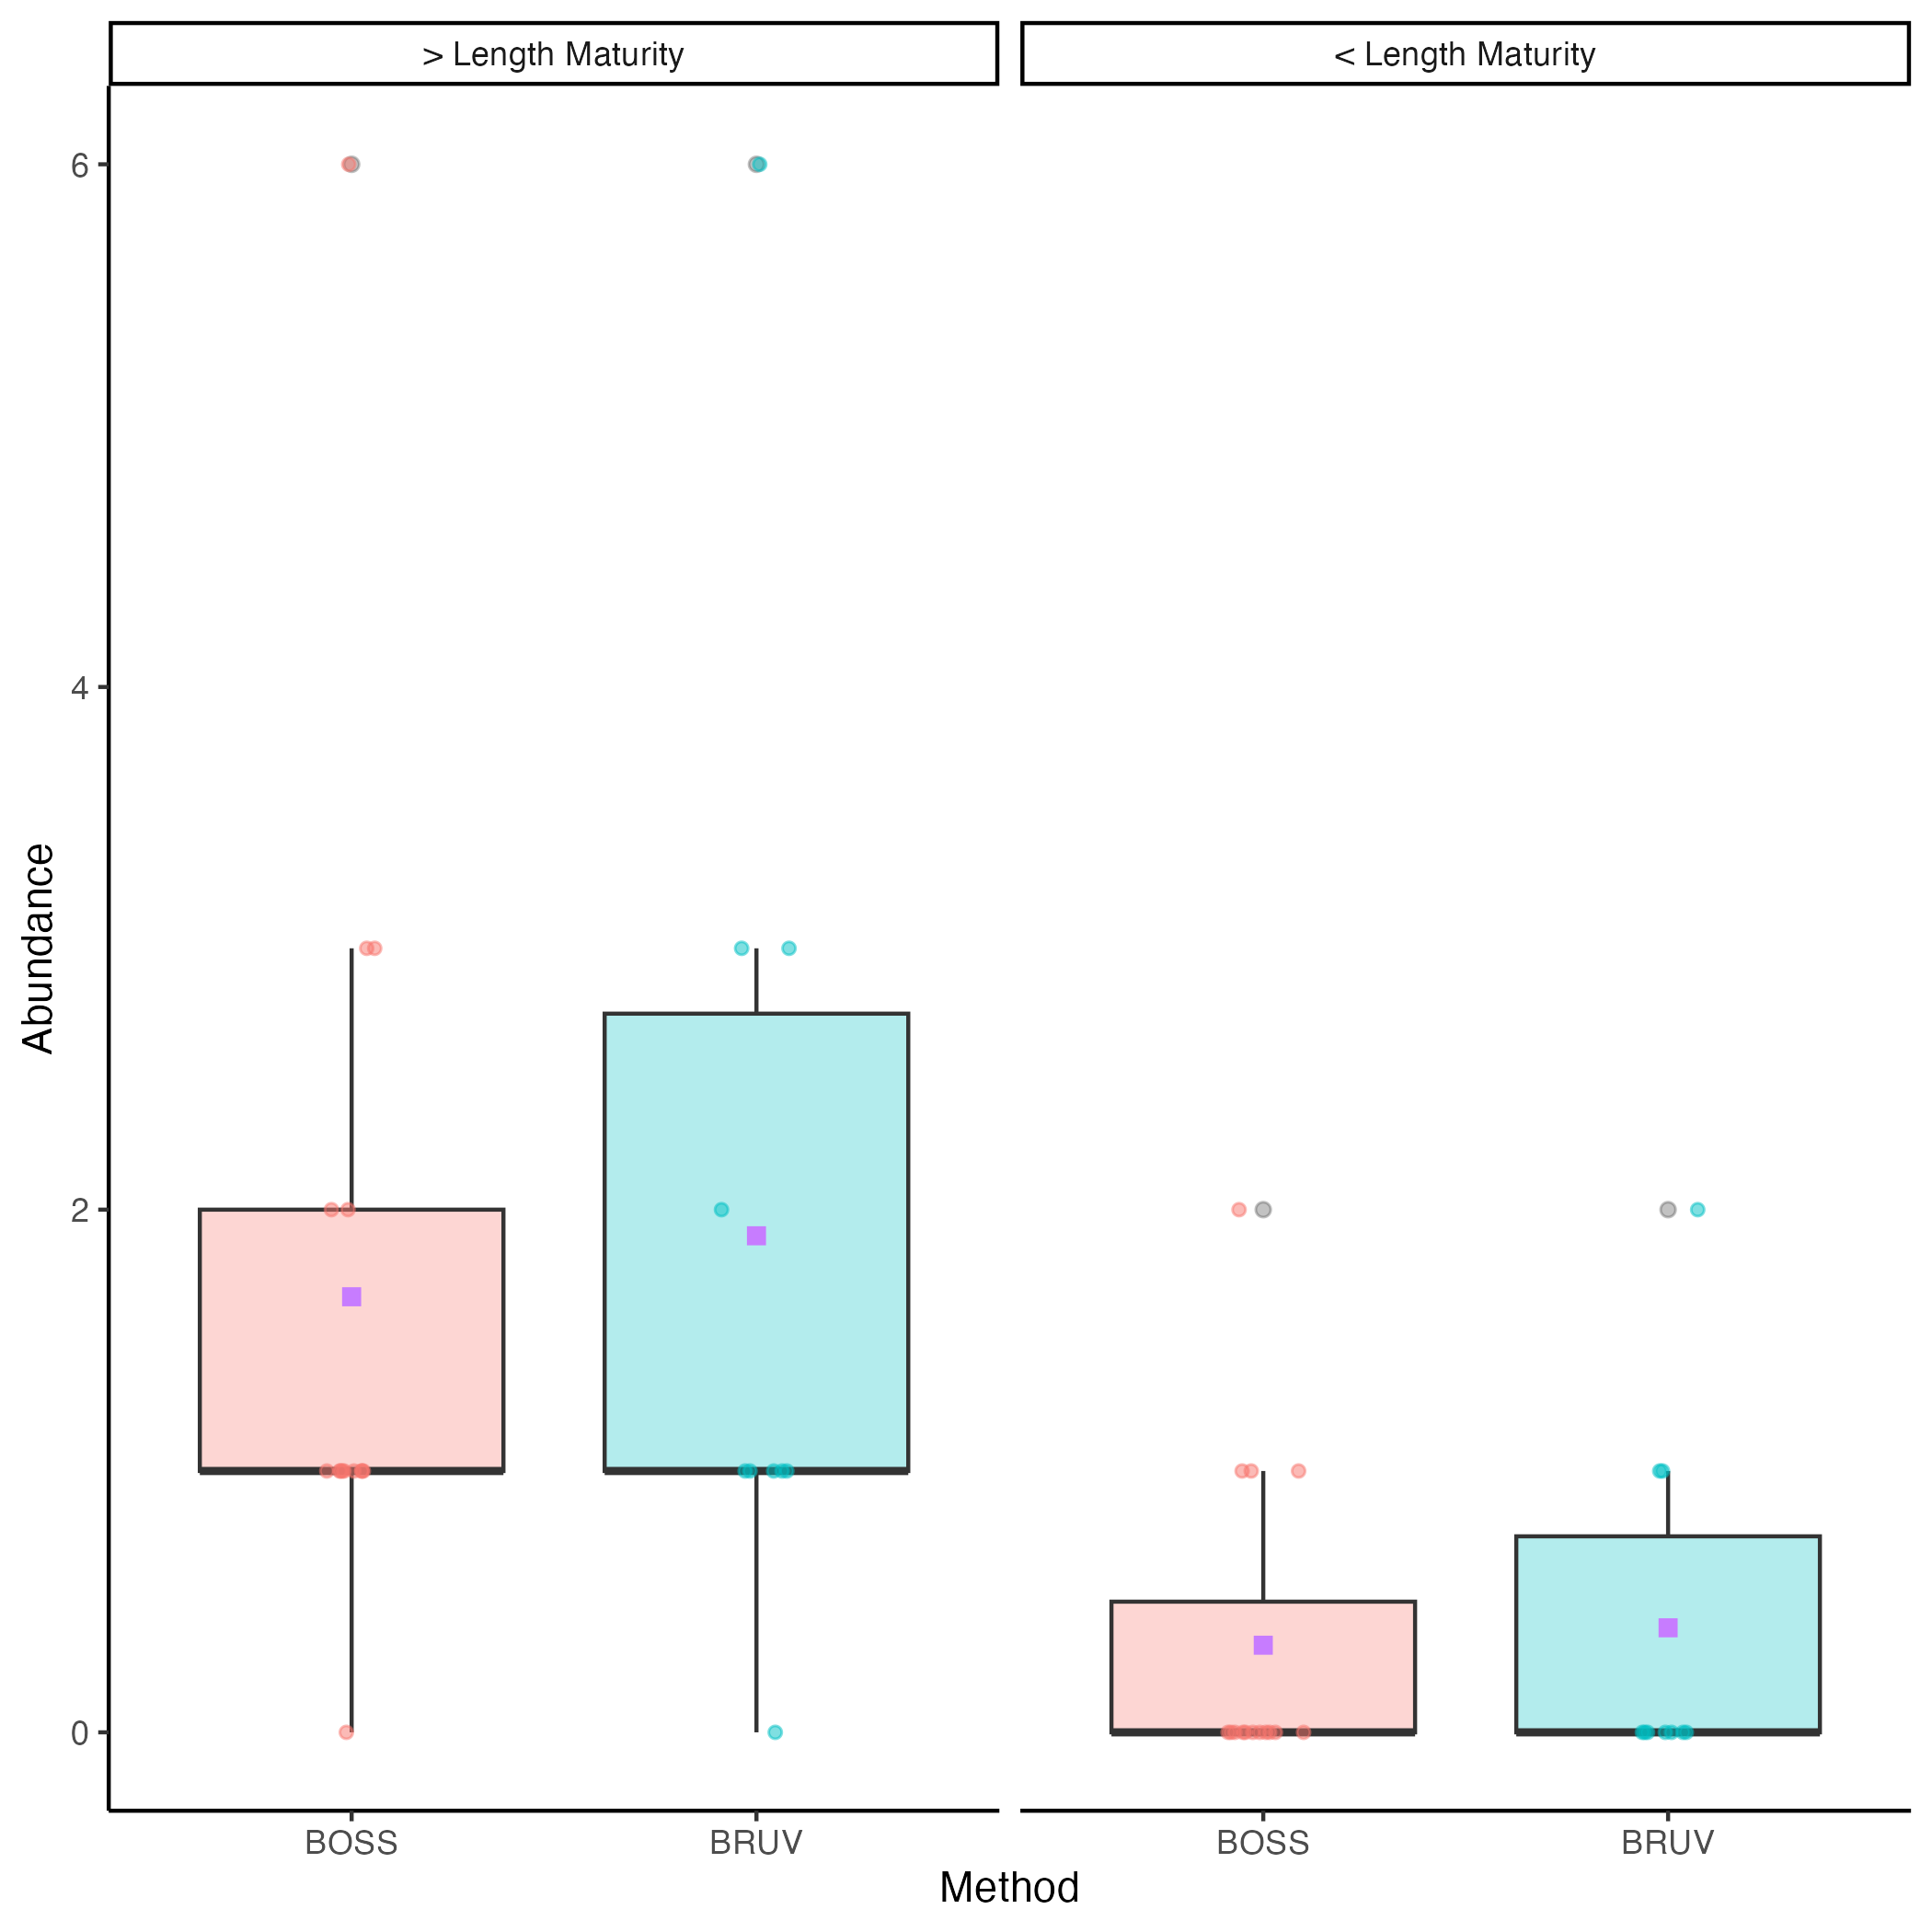 > Length Maturity
< Length Maturity
6
4
2
0
Abundance
BOSS
BRUV
BOSS
BRUV
Method